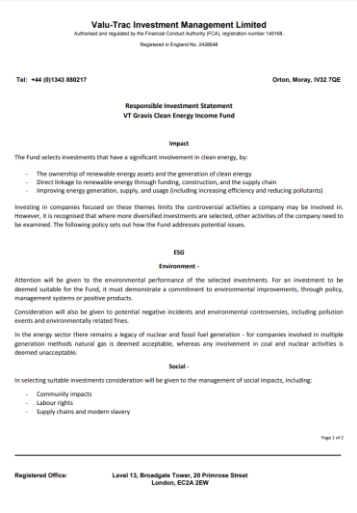 Valu-Trac Investment Management Limited
Authorised and regulated by the Financial Conduct Authority (FCA), registration number 145168.
Registered in England No. 2428648
Tel: +44 (0)1343 880217 Orton, Moray, IV32 7QE
Responsible Investment Statement
VT Gravis Clean Energy Income Fund
Impact
The Fund selects investments that have a significant involvement in clean energy, by:
- The ownership of renewable energy assets and the generation of clean energy
- Direct linkage to renewable energy through funding, construction, and the supply chain
- Improving energy generation, supply, and usage (including increasing efficiency and reducing pollutants)
Investing in companies focused on these themes limits the controversial activities a company may be involved in.
However, it is recognised that where more diversified investments are selected, other activities of the company need to
be examined. The following policy sets out how the Fund addresses potential issues.
ESG
Environment -
Attention will be given to the environmental performance of the selected investments. For an investment to be
deemed suitable for the Fund, it must demonstrate a commitment to environmental improvements, through policy,
management systems or positive products.
Consideration will also be given to potential negative incidents and environmental controversies, including pollution
events and environmentally related fines.
In the energy sector there remains a legacy of nuclear and fossil fuel generation - for companies involved in multiple
generation methods natural gas is deemed acceptable, whereas any involvement in coal and nuclear activities is
deemed unacceptable.
Social -
In selecting suitable investments consideration will be given to the management of social impacts, including:
- Community impacts
- Labour rights
- Supply chains and modern slavery
Page 1 of 2
Registered Office: Level 13, Broadgate Tower, 20 Primrose Street
London, EC2A 2EW